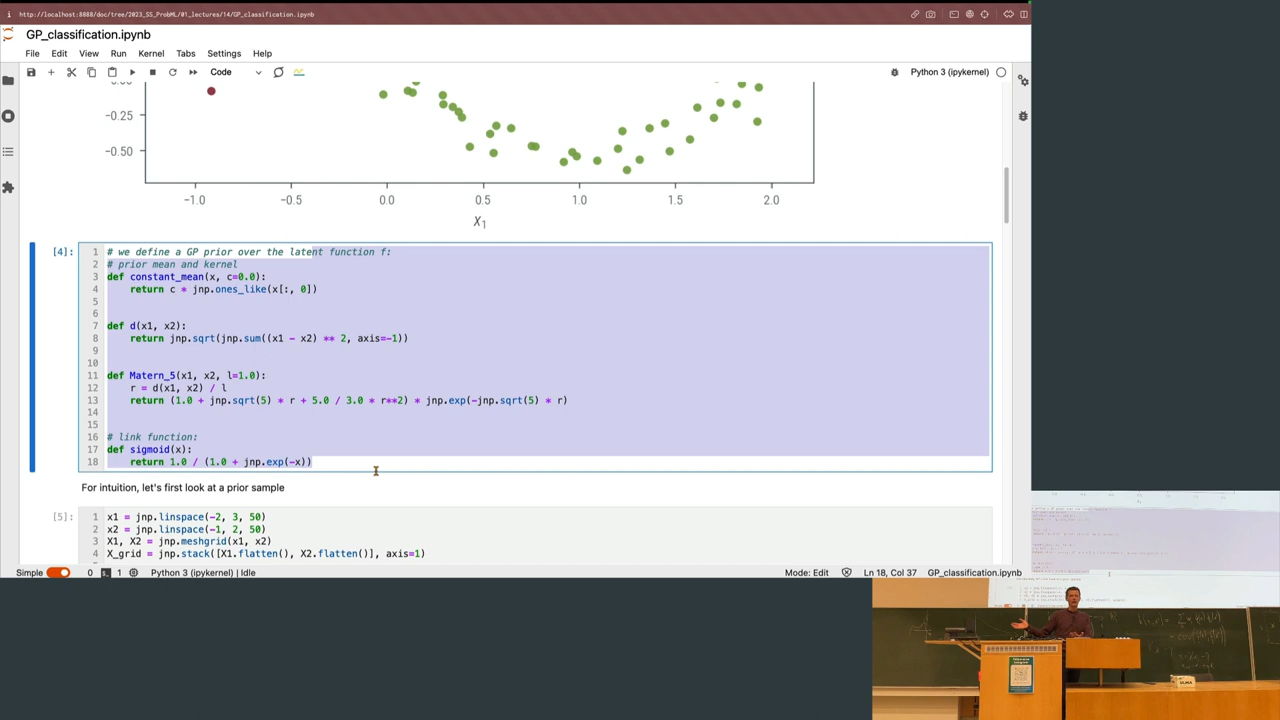 http://localhost:8888/doc/tree/2023_SS_ProbML/01_lectures/14/GP_classification.ipynb
GP_classification.ipynb
File Edit View Run Kernel Tabs Settings Help
Code
Python 3 (ipykernel)
−0.25
−0.50
−1.0 −0.5 0.0 0.5 1.0 1.5 2.0
X1
[4]:
1 # we define a GP prior over the latent function f:
2 # prior mean and kernel
3 def constant_mean(x, c=0.0):
4 return c * jnp.ones_like(x[:, 0])
5
6
7 def d(x1, x2):
8 return jnp.sqrt(jnp.sum((x1 - x2) ** 2, axis=-1))
9
10
11 def Matern_5(x1, x2, l=1.0):
12 r = d(x1, x2) / l
13 return (1.0 + jnp.sqrt(5) * r + 5.0 / 3.0 * r**2) * jnp.exp(-jnp.sqrt(5) * r)
14
15
16 # link function:
17 def sigmoid(x):
18 return 1.0 / (1.0 + jnp.exp(-x))
For intuition, let's first look at a prior sample
[5]:
1 x1 = jnp.linspace(-2, 3, 50)
2 x2 = jnp.linspace(-1, 2, 50)
3 X1, X2 = jnp.meshgrid(x1, x2)
4 X_grid = jnp.stack([X1.flatten(), X2.flatten()], axis=1)
Simple 0 1 Python 3 (ipykernel) | Idle
Mode: Edit Ln 18, Col 37 GP_classification.ipynb